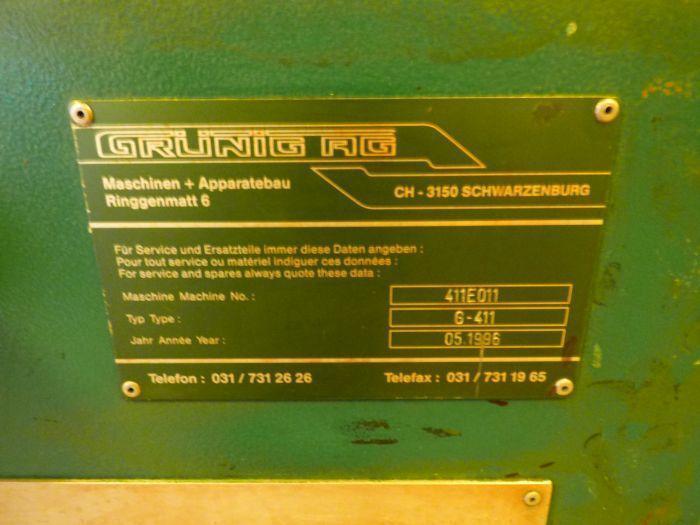 GRÜNIG AG
Maschinen + Apparatebau
Ringgenmatt 6
CH - 3150 SCHWARZENBURG
Für Service und Ersatzteile immer diese Daten angeben :
Pour tout service ou matériel indiguer ces données :
For service and spares always quote these data :
Maschine Machine No. : 411E011
Typ Type : G-411
Jahr Année Year : 05.1996
Telefon : 031 / 731 26 26 Telefax : 031 / 731 19 65